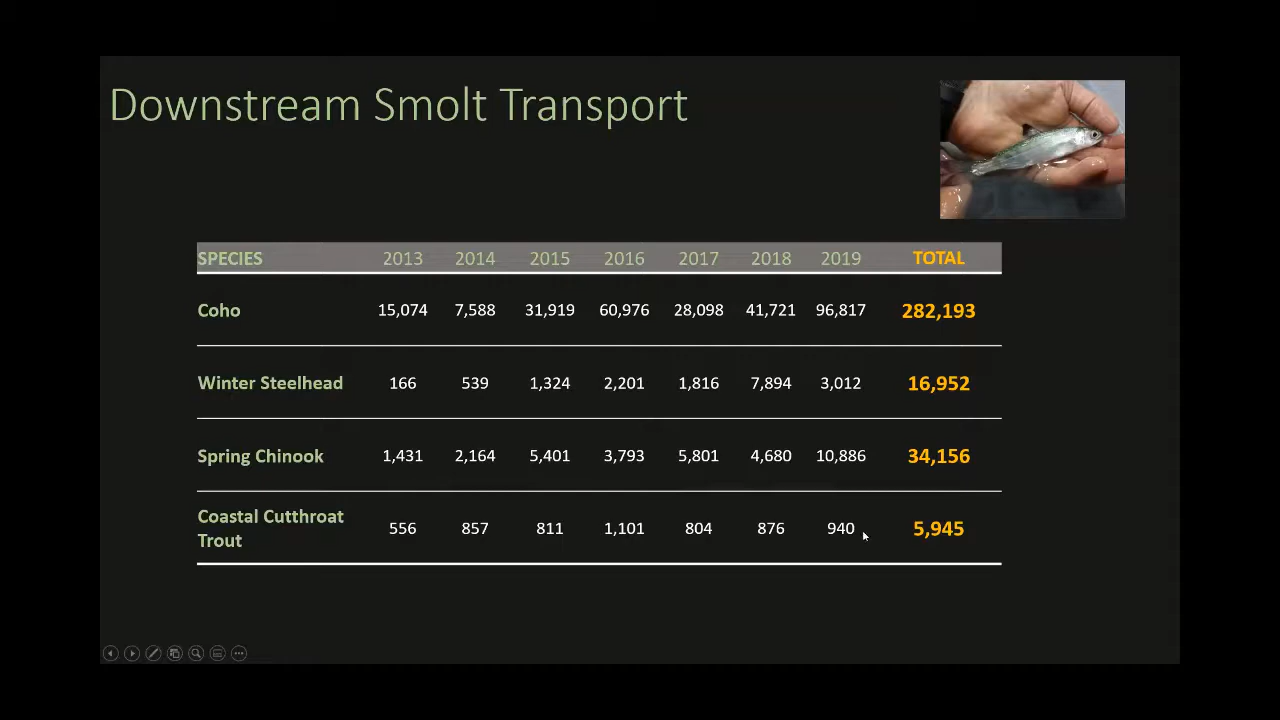 Downstream Smolt Transport
SPECIES 2013 2014 2015 2016 2017 2018 2019 TOTAL
Coho 15,074 7,588 31,919 60,976 28,098 41,721 96,817 282,193
Winter Steelhead 166 539 1,324 2,201 1,816 7,894 3,012 16,952
Spring Chinook 1,431 2,164 5,401 3,793 5,801 4,680 10,886 34,156
Coastal Cutthroat
Trout 556 857 811 1,101 804 876 940 5,945